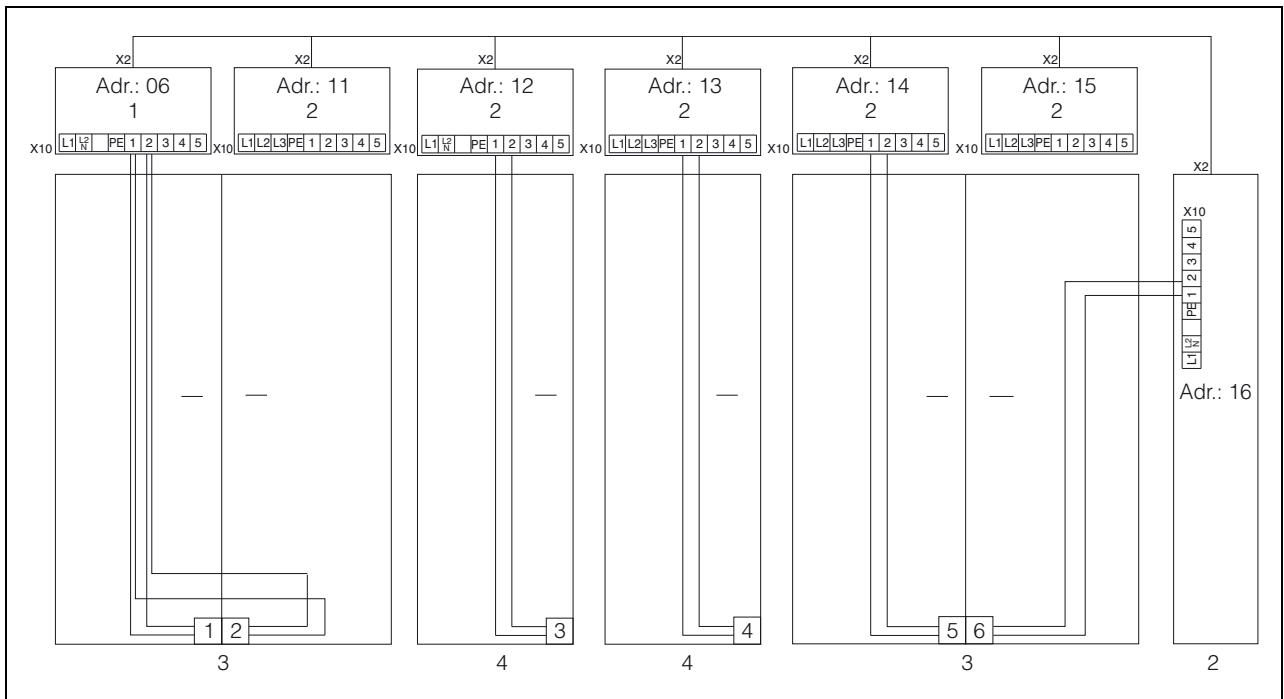 X2 X2 X2 X2 X2 X2
Adr.: 06 Adr.: 11 Adr.: 12 Adr.: 13 Adr.: 14 Adr.: 15
1 2 2 2 2 2
X10 L1 L2 N PE 1 2 3 4 5 X10 L1 L2 L3 PE 1 2 3 4 5 X10 L1 L2 N PE 1 2 3 4 5 X10 L1 L2 L3 PE 1 2 3 4 5 X10 L1 L2 L3 PE 1 2 3 4 5 X10 L1 L2 L3 PE 1 2 3 4 5
X2
X10
L1 L2 N PE 1 2 3 4 5
Adr.: 16
— — — — — —
1 2 3 4 5 6
3 4 4 3 2